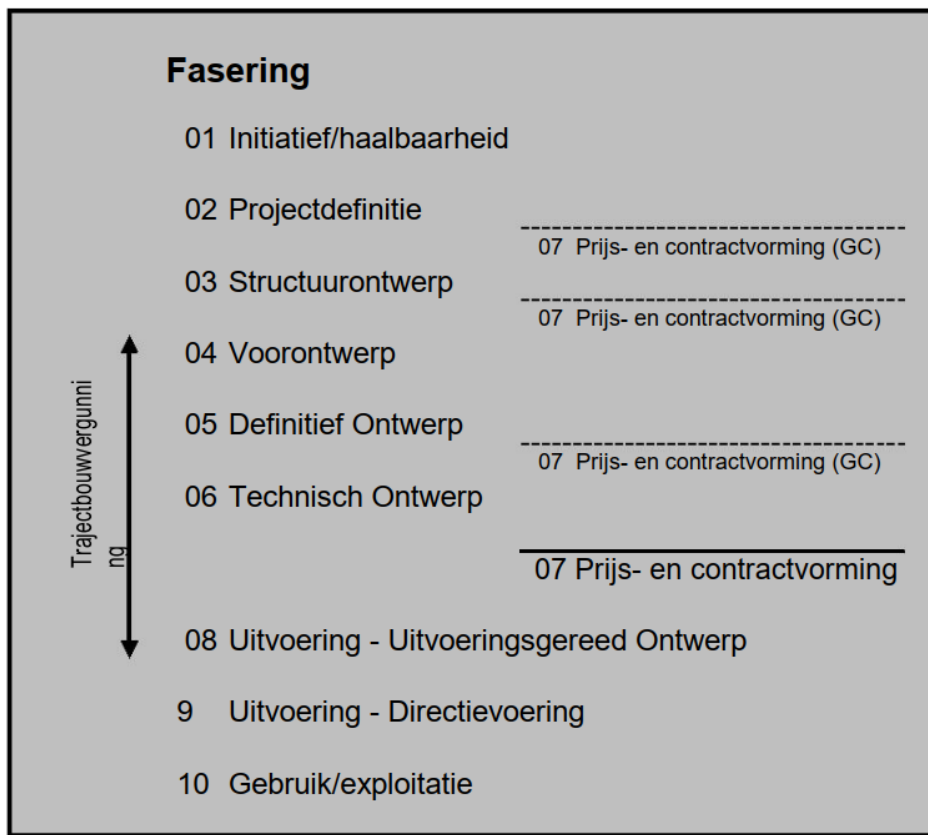 Fasering
01 Initiatief/haalbaarheid
02 Projectdefinitie
07 Prijs- en contractvorming (GC)
03 Structuurontwerp
07 Prijs- en contractvorming (GC)
04 Voorontwerp
05 Definitief Ontwerp
07 Prijs- en contractvorming (GC)
06 Technisch Ontwerp
07 Prijs- en contractvorming
08 Uitvoering - Uitvoeringsgereed Ontwerp
9 Uitvoering - Directievoering
10 Gebruik/exploitatie
Trajectbouwvergunni
ng